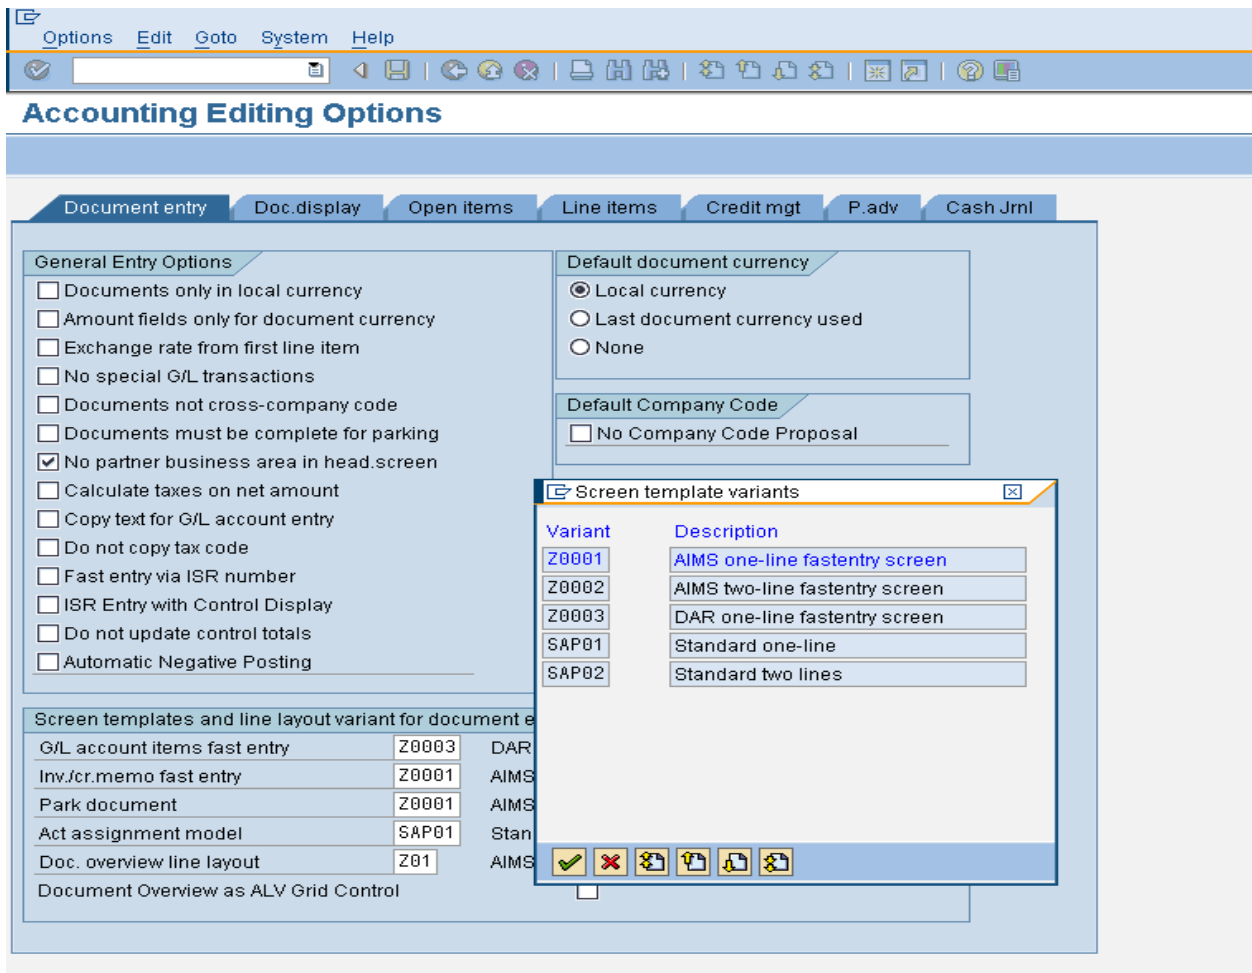 Options Edit Goto System Help
Accounting Editing Options
Document entry Doc.display Open items Line items Credit mgt P.adv Cash Jrnl
General Entry Options
Documents only in local currency
Amount fields only for document currency
Exchange rate from first line item
No special G/L transactions
Documents not cross-company code
Documents must be complete for parking
No partner business area in head.screen
Calculate taxes on net amount
Copy text for G/L account entry
Do not copy tax code
Fast entry via ISR number
ISR Entry with Control Display
Do not update control totals
Automatic Negative Posting
Default document currency
Local currency
Last document currency used
None
Default Company Code
No Company Code Proposal
Screen template variants
Variant Description
Z0001 AIMS one-line fastentry screen
Z0002 AIMS two-line fastentry screen
Z0003 DAR one-line fastentry screen
SAP01 Standard one-line
SAP02 Standard two lines
Screen templates and line layout variant for document e
G/L account items fast entry Z0003 DAR
Inv./cr.memo fast entry Z0001 AIMS
Park document Z0001 AIMS
Act assignment model SAP01 Stan
Doc. overview line layout Z01 AIMS
Document Overview as ALV Grid Control